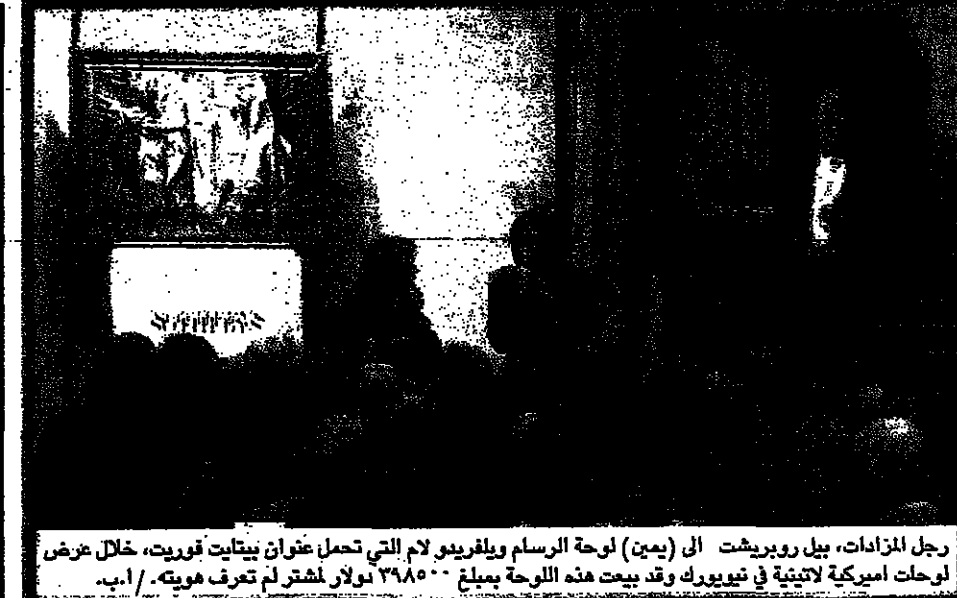 رجل المزادات، بيل روبريشت الى (يمين) لوحة الرسام ويلفريدو لام التي تحمل عنوان بيتايت فوريت، خلال عرض
لوحات اميركية لاتينية في نيويورك وقد بيعت هذه اللوحة بمبلغ ٣٩٨٥٠٠ دولار لمشتر لم تعرف هويته. /ا.ب.